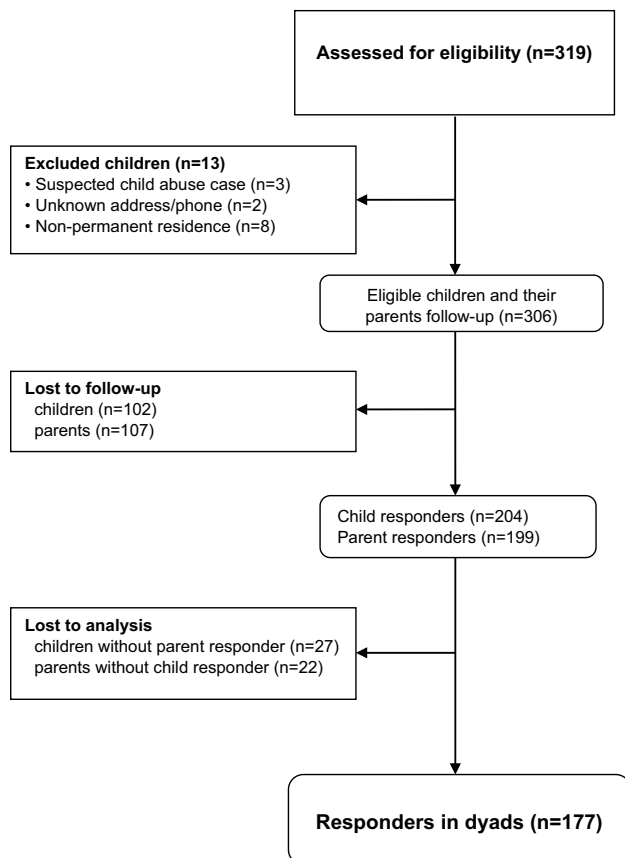 Assessed for eligibility (n=319)
Excluded children (n=13)
• Suspected child abuse case (n=3)
• Unknown address/phone (n=2)
• Non-permanent residence (n=8)
Eligible children and their
parents follow-up (n=306)
Lost to follow-up
children (n=102)
parents (n=107)
Child responders (n=204)
Parent responders (n=199)
Lost to analysis
children without parent responder (n=27)
parents without child responder (n=22)
Responders in dyads (n=177)